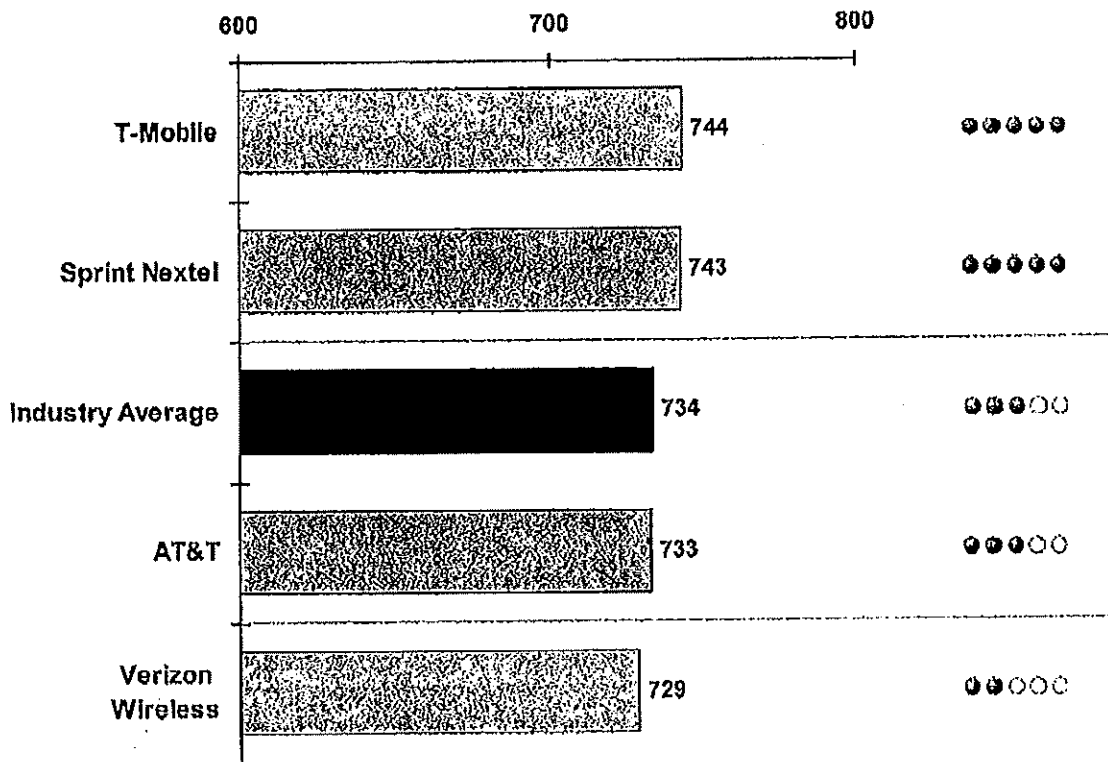 600 700 800
T-Mobile 744
Sprint Nextel 743
Industry Average 734
AT&T 733
Verizon 729
Wireless